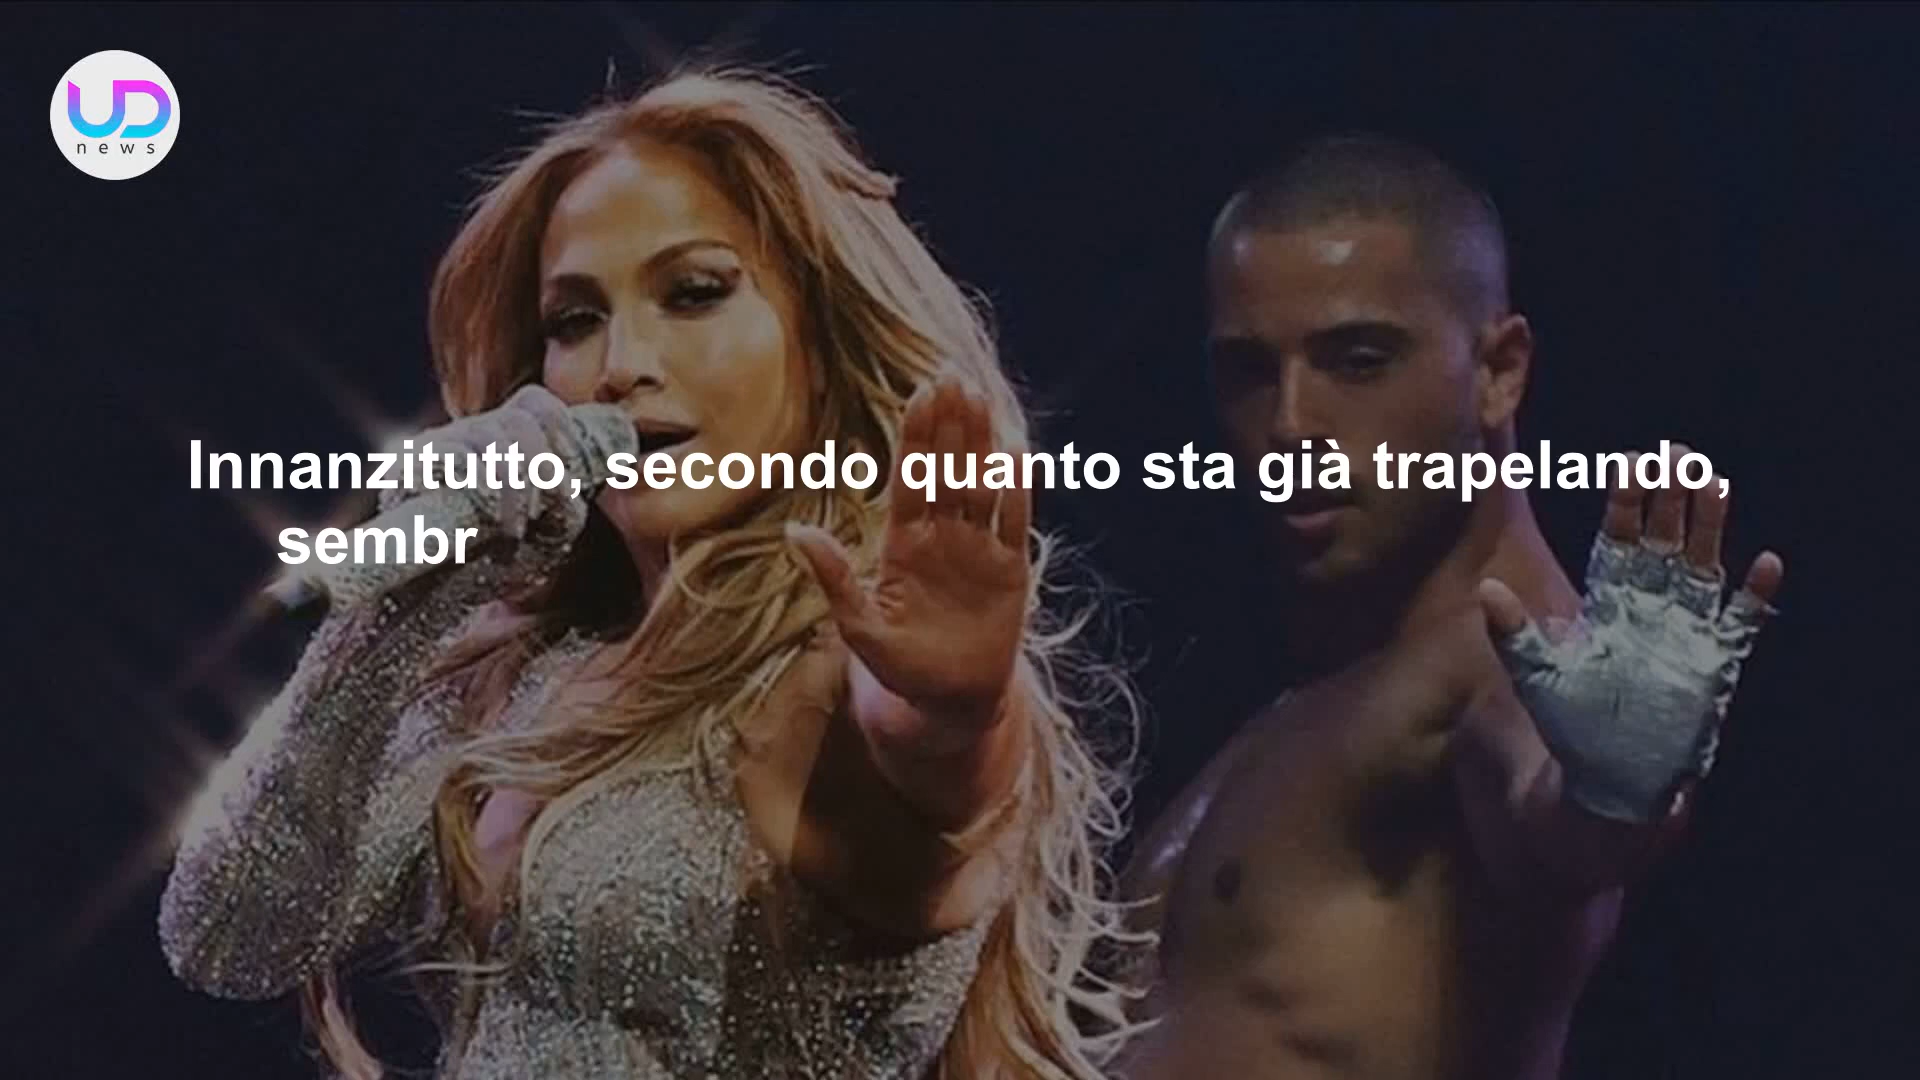 UD
news
Innanzitutto, secondo quanto sta già trapelando,
sembr